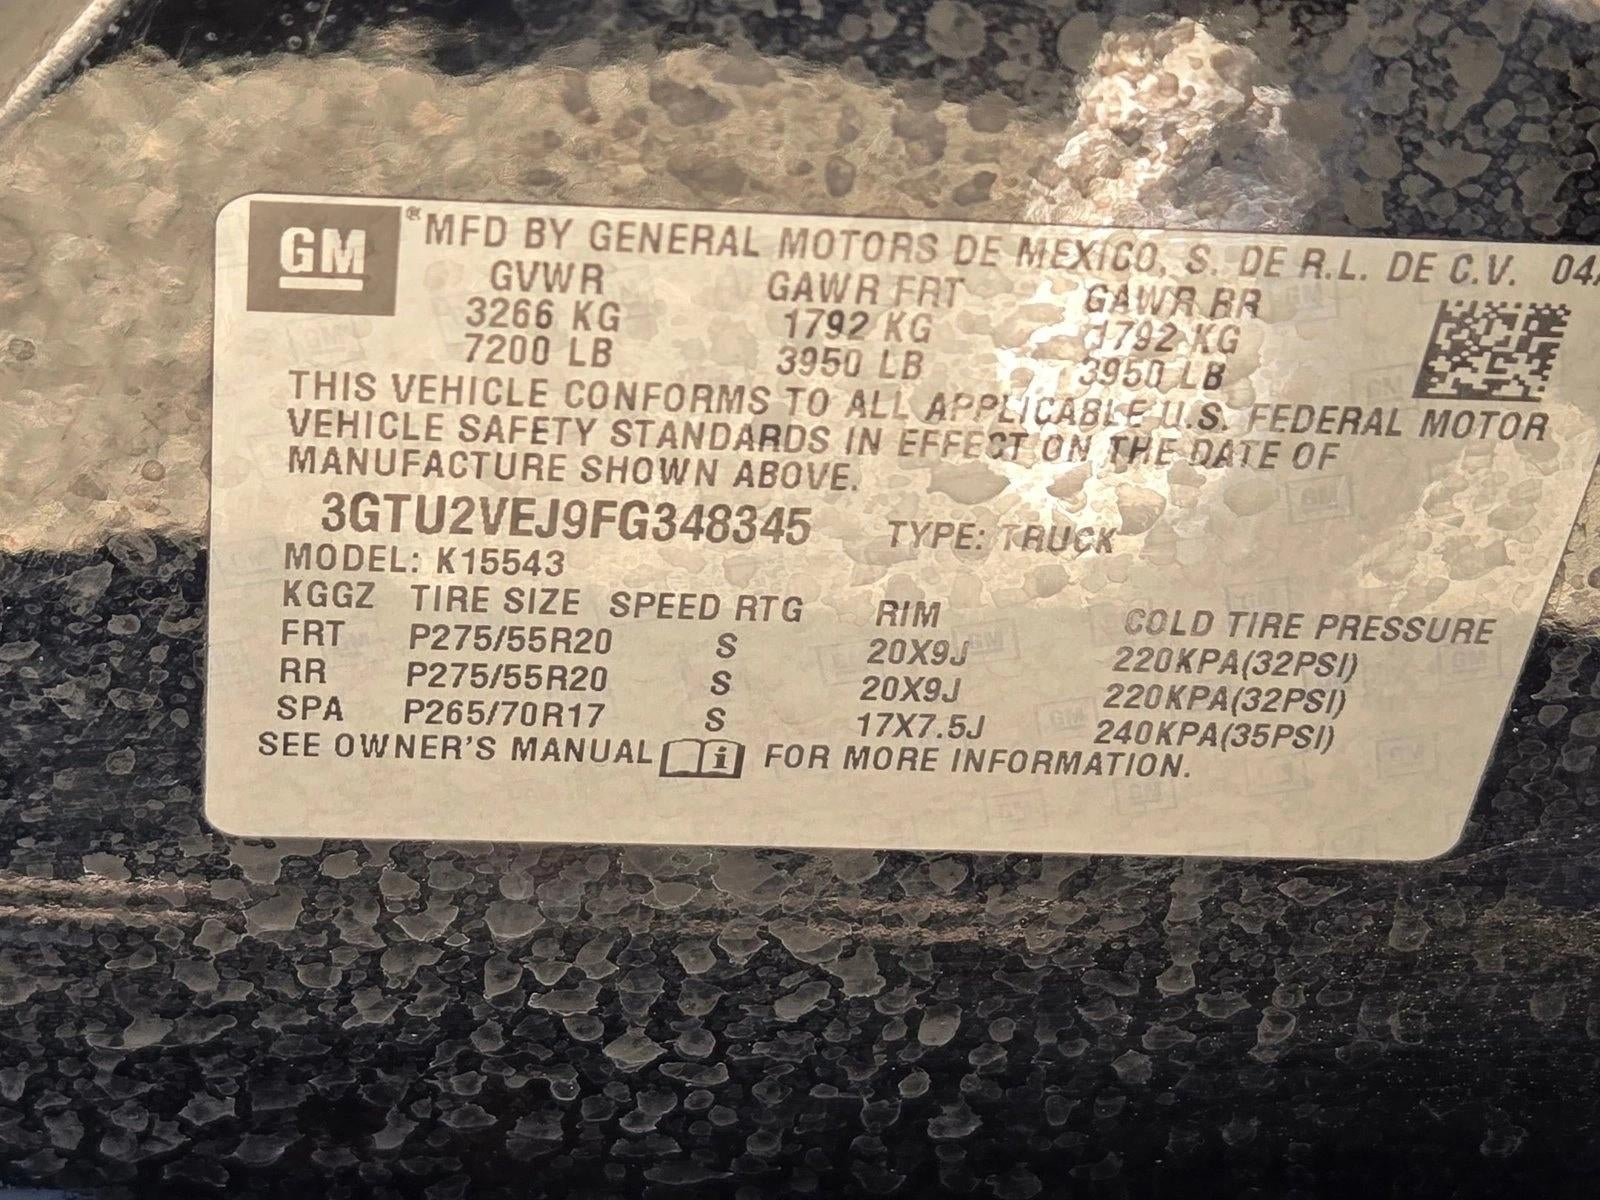 GM ® MFD BY GENERAL MOTORS DE MEXICO, S. DE R.L. DE C.V. 04
GVWR GAWR FRT GAWR RR
3266 KG 1792 KG 1792 KG
7200 LB 3950 LB 3950 LB
THIS VEHICLE CONFORMS TO ALL APPLICABLE U.S. FEDERAL MOTOR
VEHICLE SAFETY STANDARDS IN EFFECT ON THE DATE OF
MANUFACTURE SHOWN ABOVE.
3GTU2VEJ9FG348345 TYPE: TRUCK
MODEL: K15543
KGGZ TIRE SIZE SPEED RTG RIM COLD TIRE PRESSURE
FRT P275/55R20 S 20X9J 220KPA(32PSI)
RR P275/55R20 S 20X9J 220KPA(32PSI)
SPA P265/70R17 S 17X7.5J 240KPA(35PSI)
SEE OWNER'S MANUAL i FOR MORE INFORMATION.